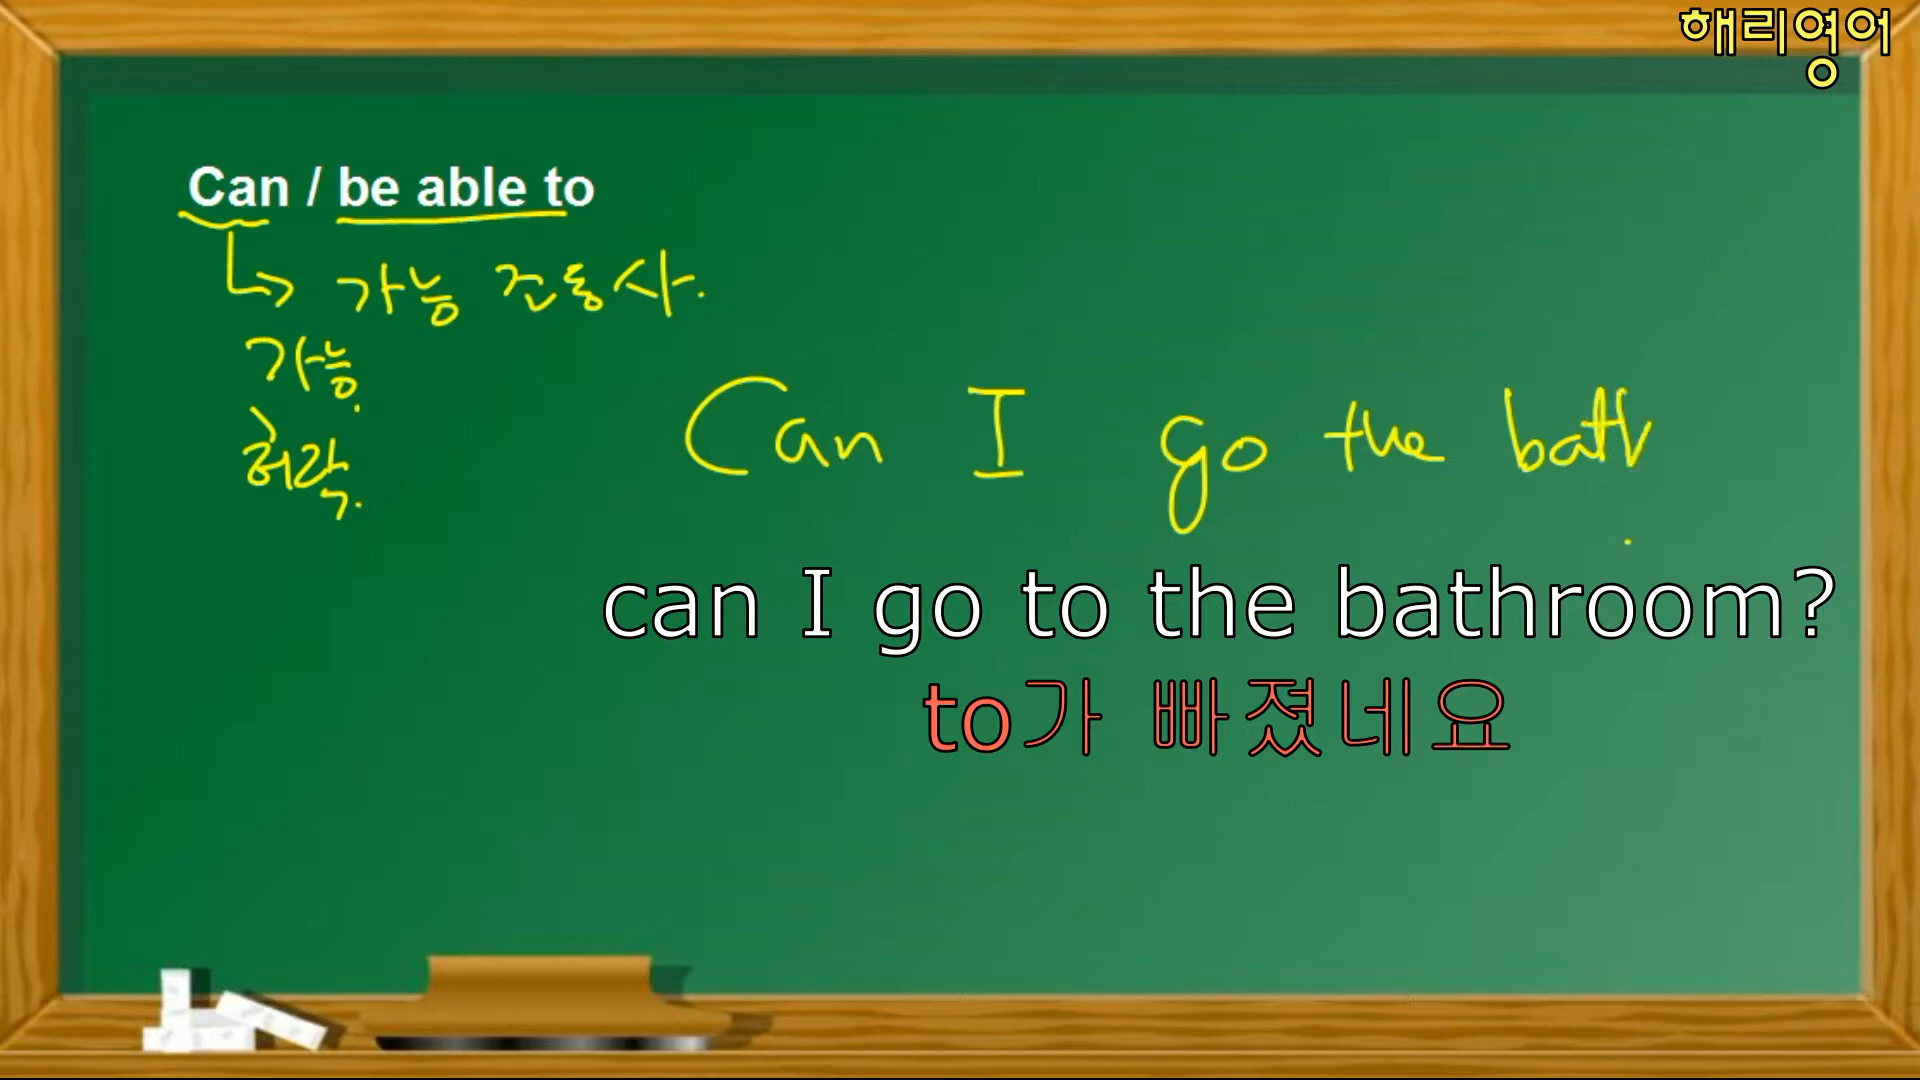 해리영어
Can / be able to
가능 조동사.
가능.
허락.
Can I go the bath
can I go to the bathroom?
to가 빠졌네요